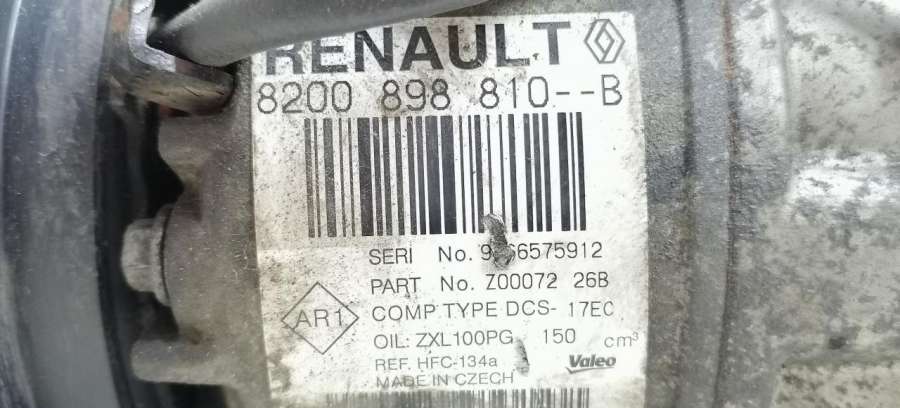 RENAULT
8200 898 810--B
SERI No.
PART No. Z00072 26B
AR1
COMP.TYPE DCS- 17EC
OIL: ZXL100PG 150 cm³
REF. HFC-134a
Valeo
MADE IN CZECH